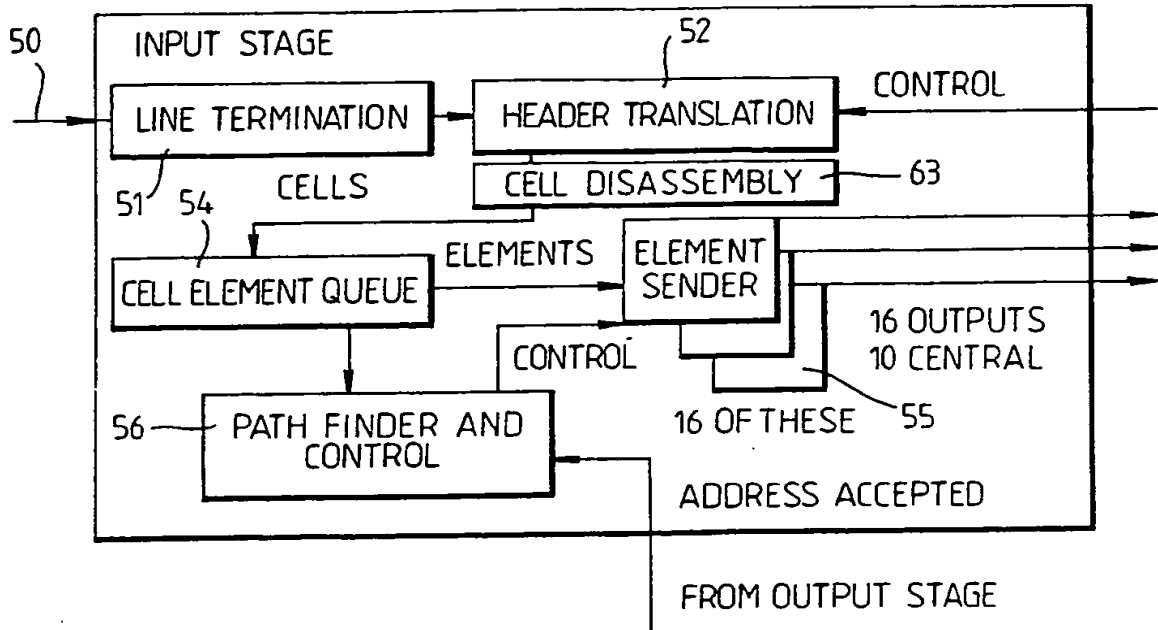 50
INPUT STAGE
52
LINE TERMINATION
HEADER TRANSLATION
CONTROL
51
CELLS
CELL DISASSEMBLY
63
54
ELEMENTS
ELEMENT
SENDER
CELL ELEMENT QUEUE
16 OUTPUTS
10 CENTRAL
CONTROL
56
PATH FINDER AND
CONTROL
16 OF THESE
55
ADDRESS ACCEPTED
FROM OUTPUT STAGE